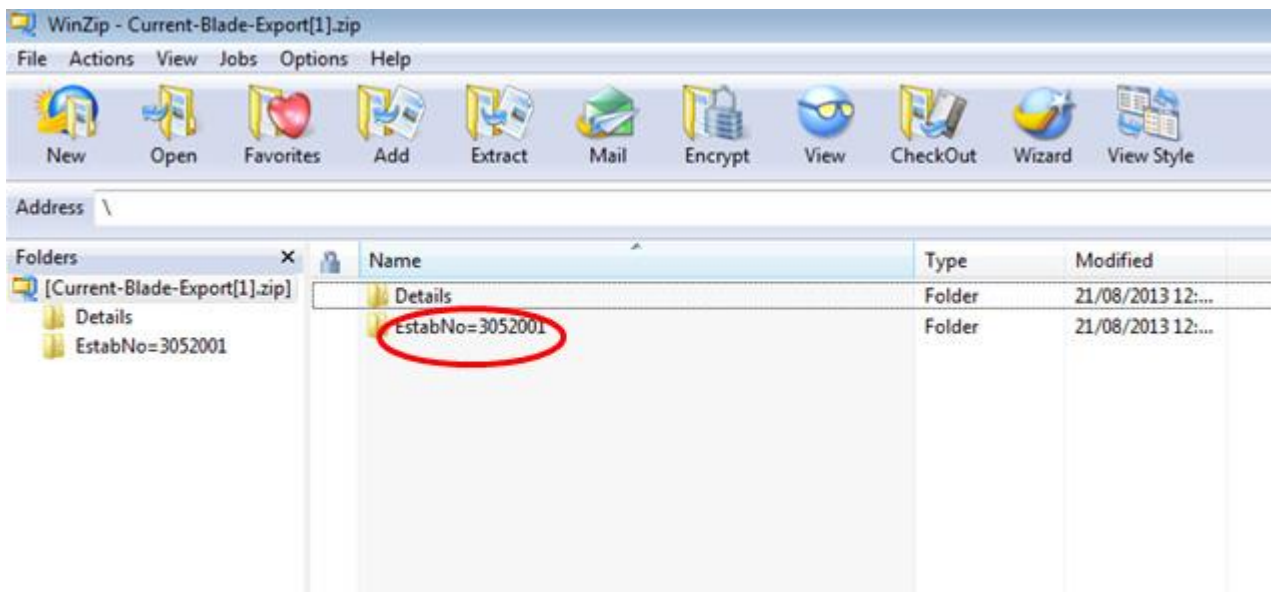 WinZip - Current-Blade-Export[1].zip
File Actions View Jobs Options Help
New Open Favorites Add Extract Mail Encrypt View CheckOut Wizard View Style
Address \
Folders × Name Type Modified
[Current-Blade-Export[1].zip] Details Folder 21/08/2013 12:...
Details EstabNo=3052001 Folder 21/08/2013 12:...
EstabNo=3052001